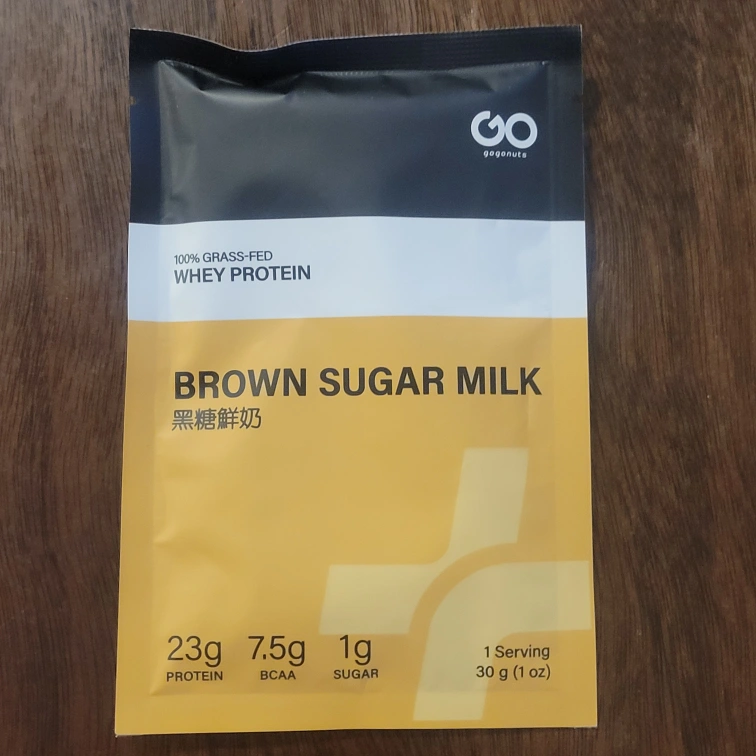 GO
gogonuts
100% GRASS-FED
WHEY PROTEIN
BROWN SUGAR MILK
黑糖鮮奶
23g 7.5g 1g
PROTEIN BCAA SUGAR
1 Serving
30 g (1 oz)